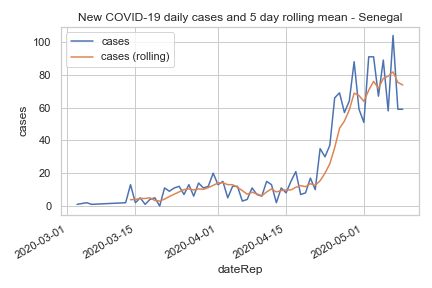 New COVID-19 daily cases and 5 day rolling mean - Senegal
cases
cases (rolling)
100
80
60
40
20
0
cases
2020-03-01
2020-03-15
2020-04-01
2020-04-15
2020-05-01
dateRep